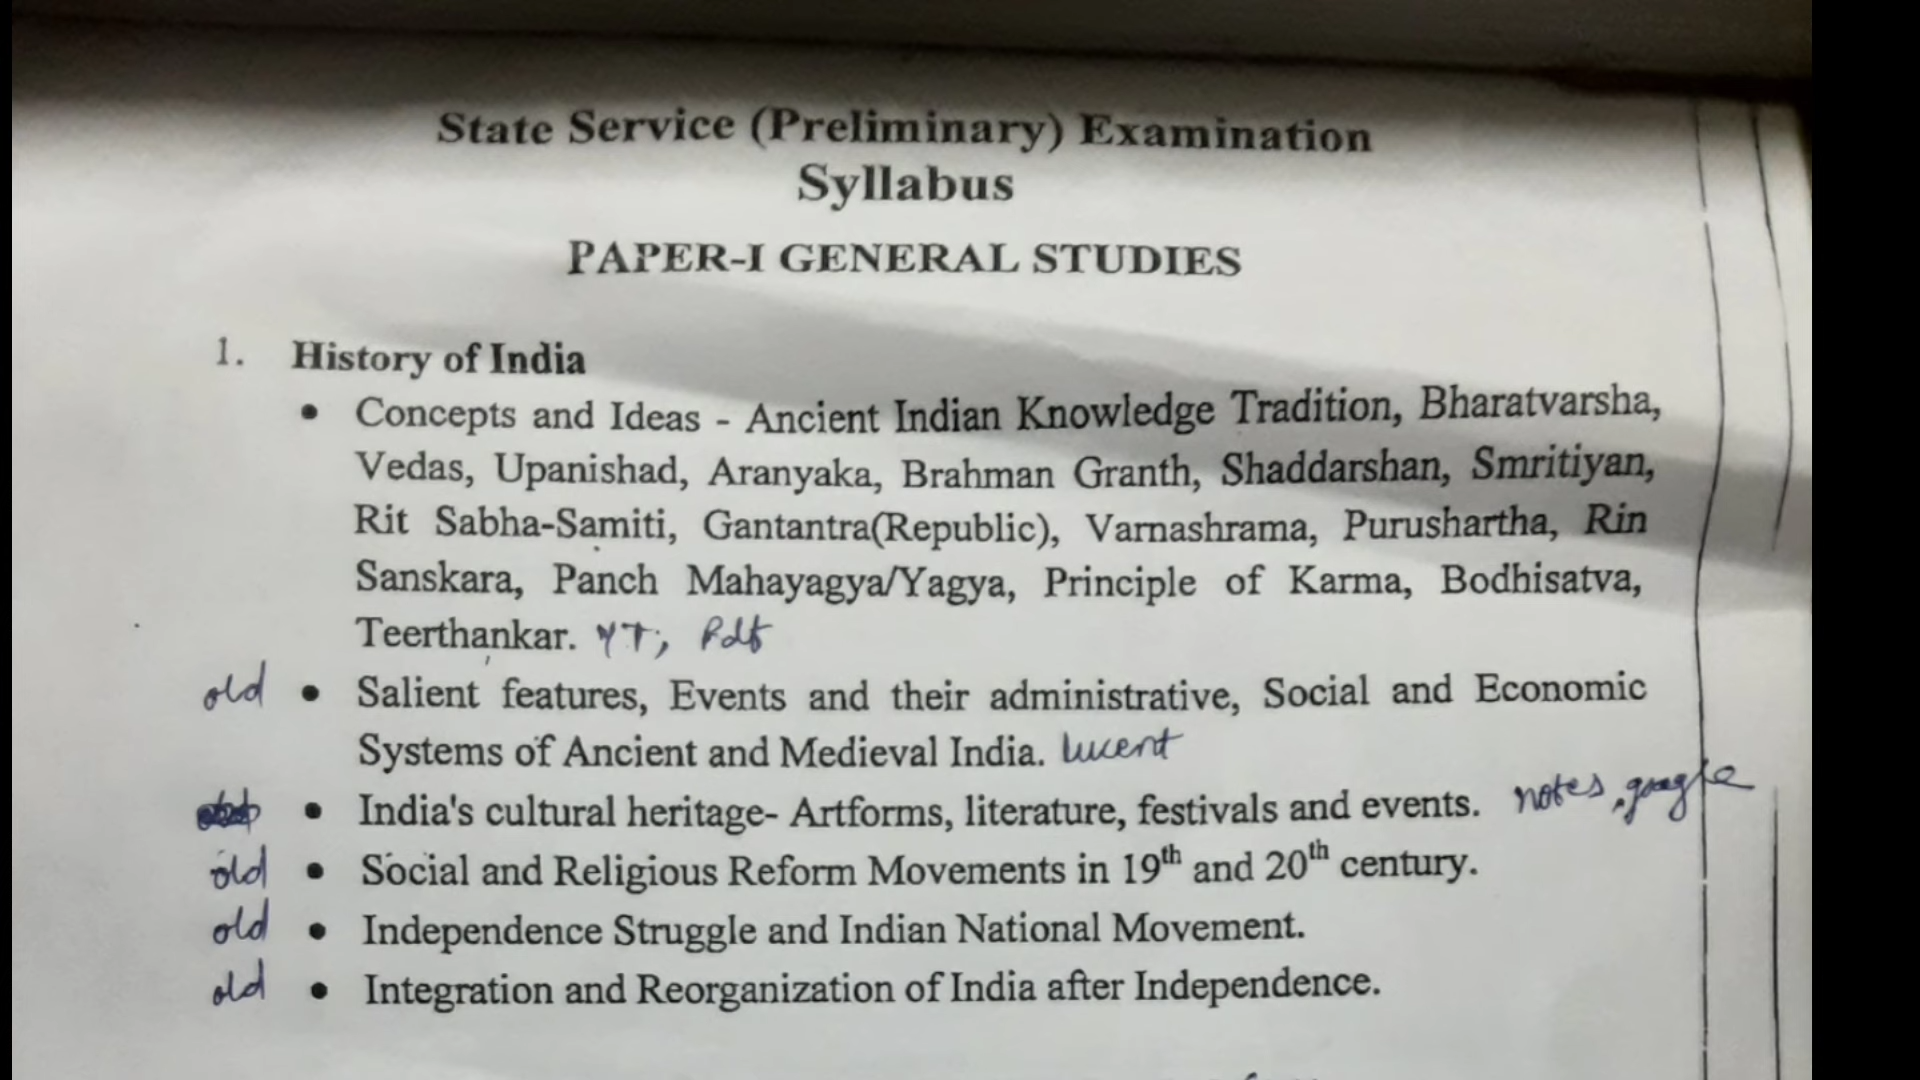 State Service (Preliminary) Examination
Syllabus
PAPER-I GENERAL STUDIES
1. History of India
• Concepts and Ideas - Ancient Indian Knowledge Tradition, Bharatvarsha,
Vedas, Upanishad, Aranyaka, Brahman Granth, Shaddarshan, Smritiyan,
Rit Sabha-Samiti, Gantantra(Republic), Varnashrama, Purushartha, Rin
Sanskara, Panch Mahayagya/Yagya, Principle of Karma, Bodhisatva,
Teerthankar. YT, Pdf
old • Salient features, Events and their administrative, Social and Economic
Systems of Ancient and Medieval India. lucent
• India's cultural heritage- Artforms, literature, festivals and events. notes, google
old • Social and Religious Reform Movements in 19th and 20th century.
old • Independence Struggle and Indian National Movement.
old • Integration and Reorganization of India after Independence.